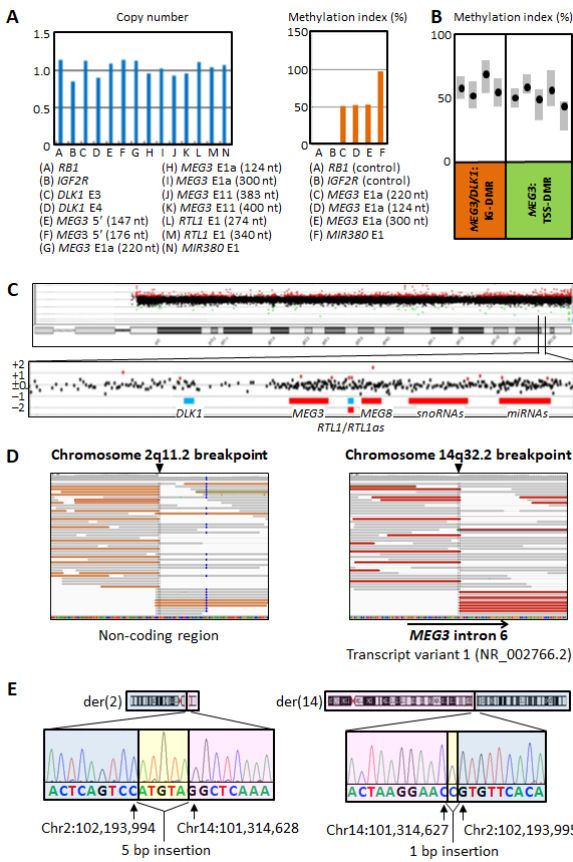 A
Copy number
1.5
1.0
0.5
0
A B C D E F G H I J K L M N
(A) RB1
(B) IGF2R
(C) DLK1 E3
(D) DLK1 E4
(E) MEG3 5' (147 nt)
(F) MEG3 5' (176 nt)
(G) MEG3 E1a (220 nt)
(H) MEG3 E1a (124 nt)
(I) MEG3 E1a (300 nt)
(J) MEG3 E11 (383 nt)
(K) MEG3 E11 (400 nt)
(L) RTL1 E1 (274 nt)
(M) RTL1 E1 (340 nt)
(N) MIR380 E1
Methylation index (%)
150
100
50
0
A B C D E F
(A) RB1 (control)
(B) IGF2R (control)
(C) MEG3 E1a (220 nt)
(D) MEG3 E1a (124 nt)
(E) MEG3 E1a (300 nt)
(F) MIR380 E1
B
Methylation index (%)
100
50
0
MEG3/DLK1:
IG-DMR
MEG3:
TSS-DMR
C
+2
+1
±0
−1
−2
DLK1
MEG3
RTL1/RTL1as
MEG8
snoRNAs
miRNAs
D
Chromosome 2q11.2 breakpoint
Non-coding region
Chromosome 14q32.2 breakpoint
MEG3 intron 6
Transcript variant 1 (NR_002766.2)
E
der(2)
ACTCAGTCCATGTAGGCTCAAA
Chr2:102,193,994
Chr14:101,314,628
5 bp insertion
der(14)
ACTAAGGAACCGTGTTCACA
Chr14:101,314,627
Chr2:102,193,995
1 bp insertion